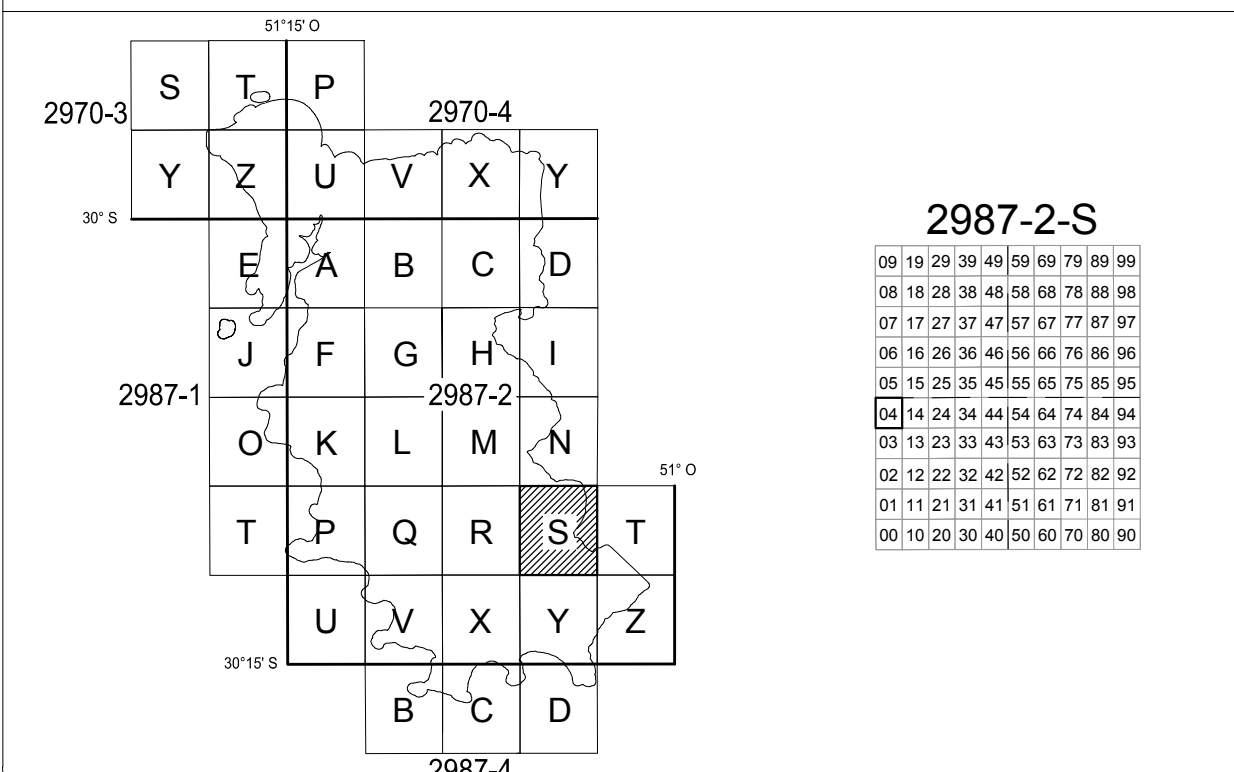 51°15' O
S T P
2970-3 2970-4
Y Z U V X Y
30° S
E A B C D
J F G H I
2987-1 2987-2
O K L M N
51° O
T P Q R S T
U V X Y Z
30°15' S
B C D
2987-4
2987-2-S
09 19 29 39 49 59 69 79 89 99
08 18 28 38 48 58 68 78 88 98
07 17 27 37 47 57 67 77 87 97
06 16 26 36 46 56 66 76 86 96
05 15 25 35 45 55 65 75 85 95
04 14 24 34 44 54 64 74 84 94
03 13 23 33 43 53 63 73 83 93
02 12 22 32 42 52 62 72 82 92
01 11 21 31 41 51 61 71 81 91
00 10 20 30 40 50 60 70 80 90